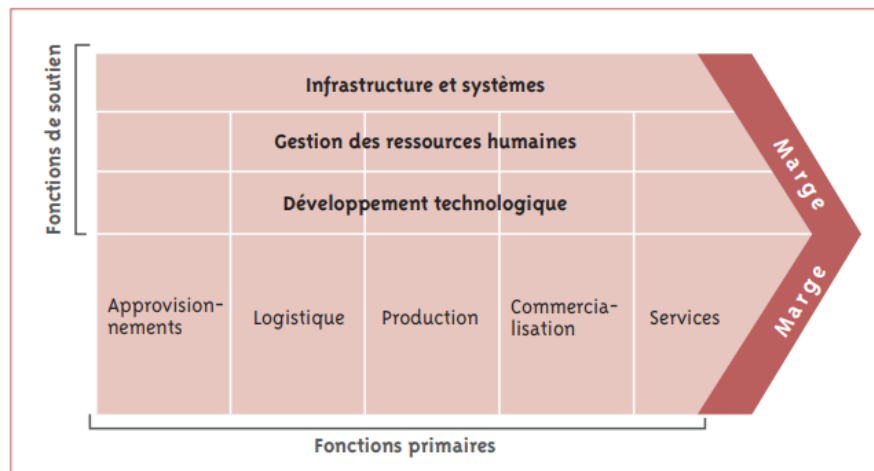 Fonctions de soutien
Infrastructure et systèmes
Gestion des ressources humaines
Développement technologique
Approvision-
nements
Logistique
Production
Commercia-
lisation
Services
Marge
Marge
Fonctions primaires